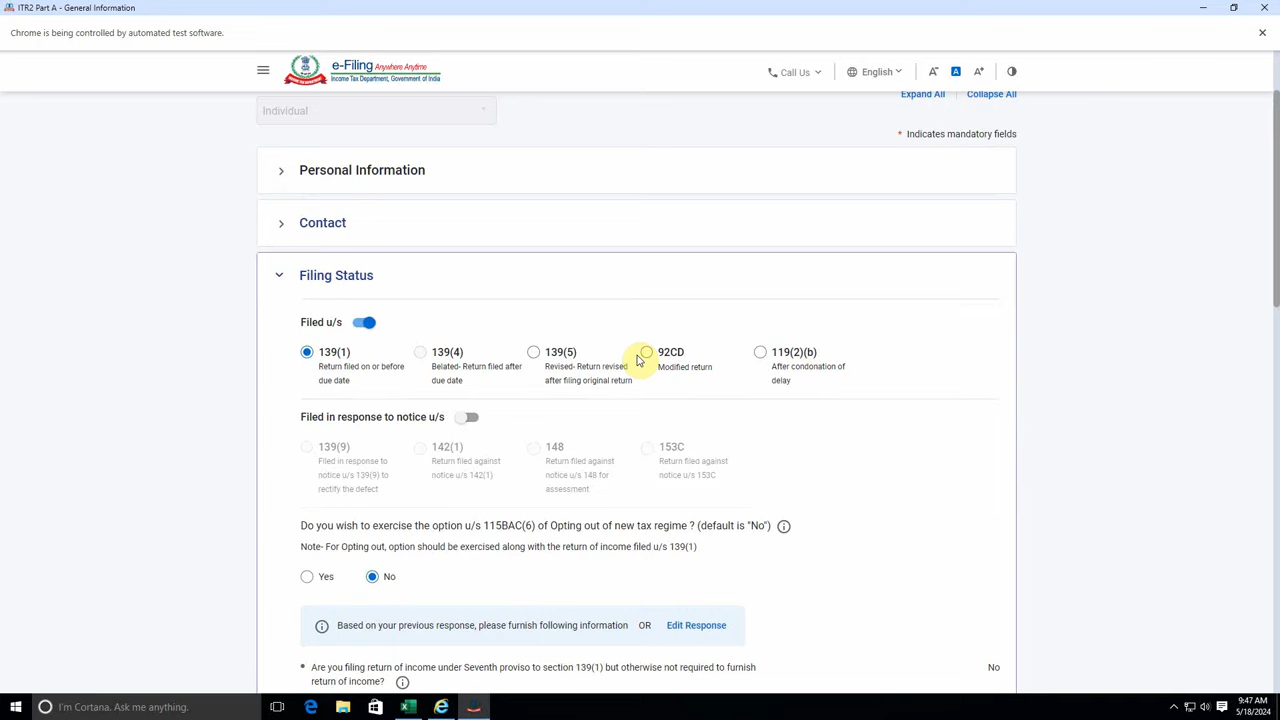 ITR2 Part A - General Information
Chrome is being controlled by automated test software.
e-Filing Anywhere Anytime
Income Tax Department, Government of India
Call Us
English
A-
A
A+
Individual
Expand All
Collapse All
* Indicates mandatory fields
Personal Information
Contact
Filing Status
Filed u/s
139(1)
Return filed on or before
due date
139(4)
Belated- Return filed after
due date
139(5)
Revised- Return revised
after filing original return
92CD
Modified return
119(2)(b)
After condonation of
delay
Filed in response to notice u/s
139(9)
Filed in response to
notice u/s 139(9) to
rectify the defect
142(1)
Return filed against
notice u/s 142(1)
148
Return filed against
notice u/s 148 for
assessment
153C
Return filed against
notice u/s 153C
Do you wish to exercise the option u/s 115BAC(6) of Opting out of new tax regime ? (default is "No")
Note- For Opting out, option should be exercised along with the return of income filed u/s 139(1)
Yes
No
Based on your previous response, please furnish following information OR Edit Response
* Are you filing return of income under Seventh proviso to section 139(1) but otherwise not required to furnish
return of income?
No
I'm Cortana. Ask me anything.
9:47 AM
5/18/2024